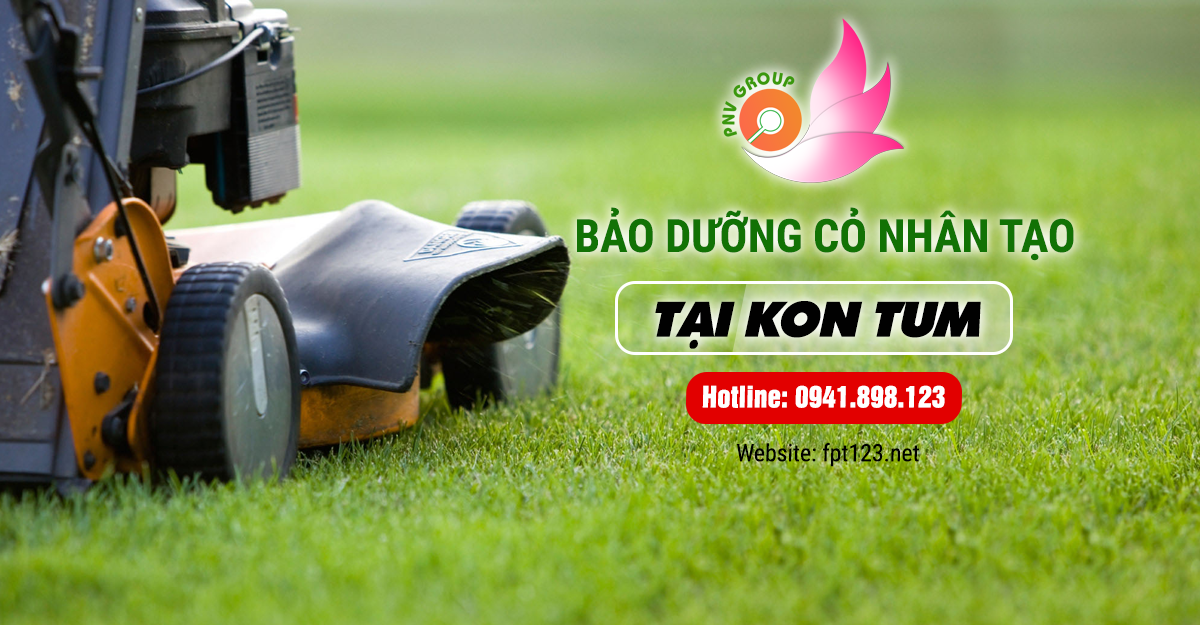 PNV GROUP
BẢO DƯỠNG CỎ NHÂN TẠO
TẠI KON TUM
Hotline: 0941.898.123
Website: fpt123.net